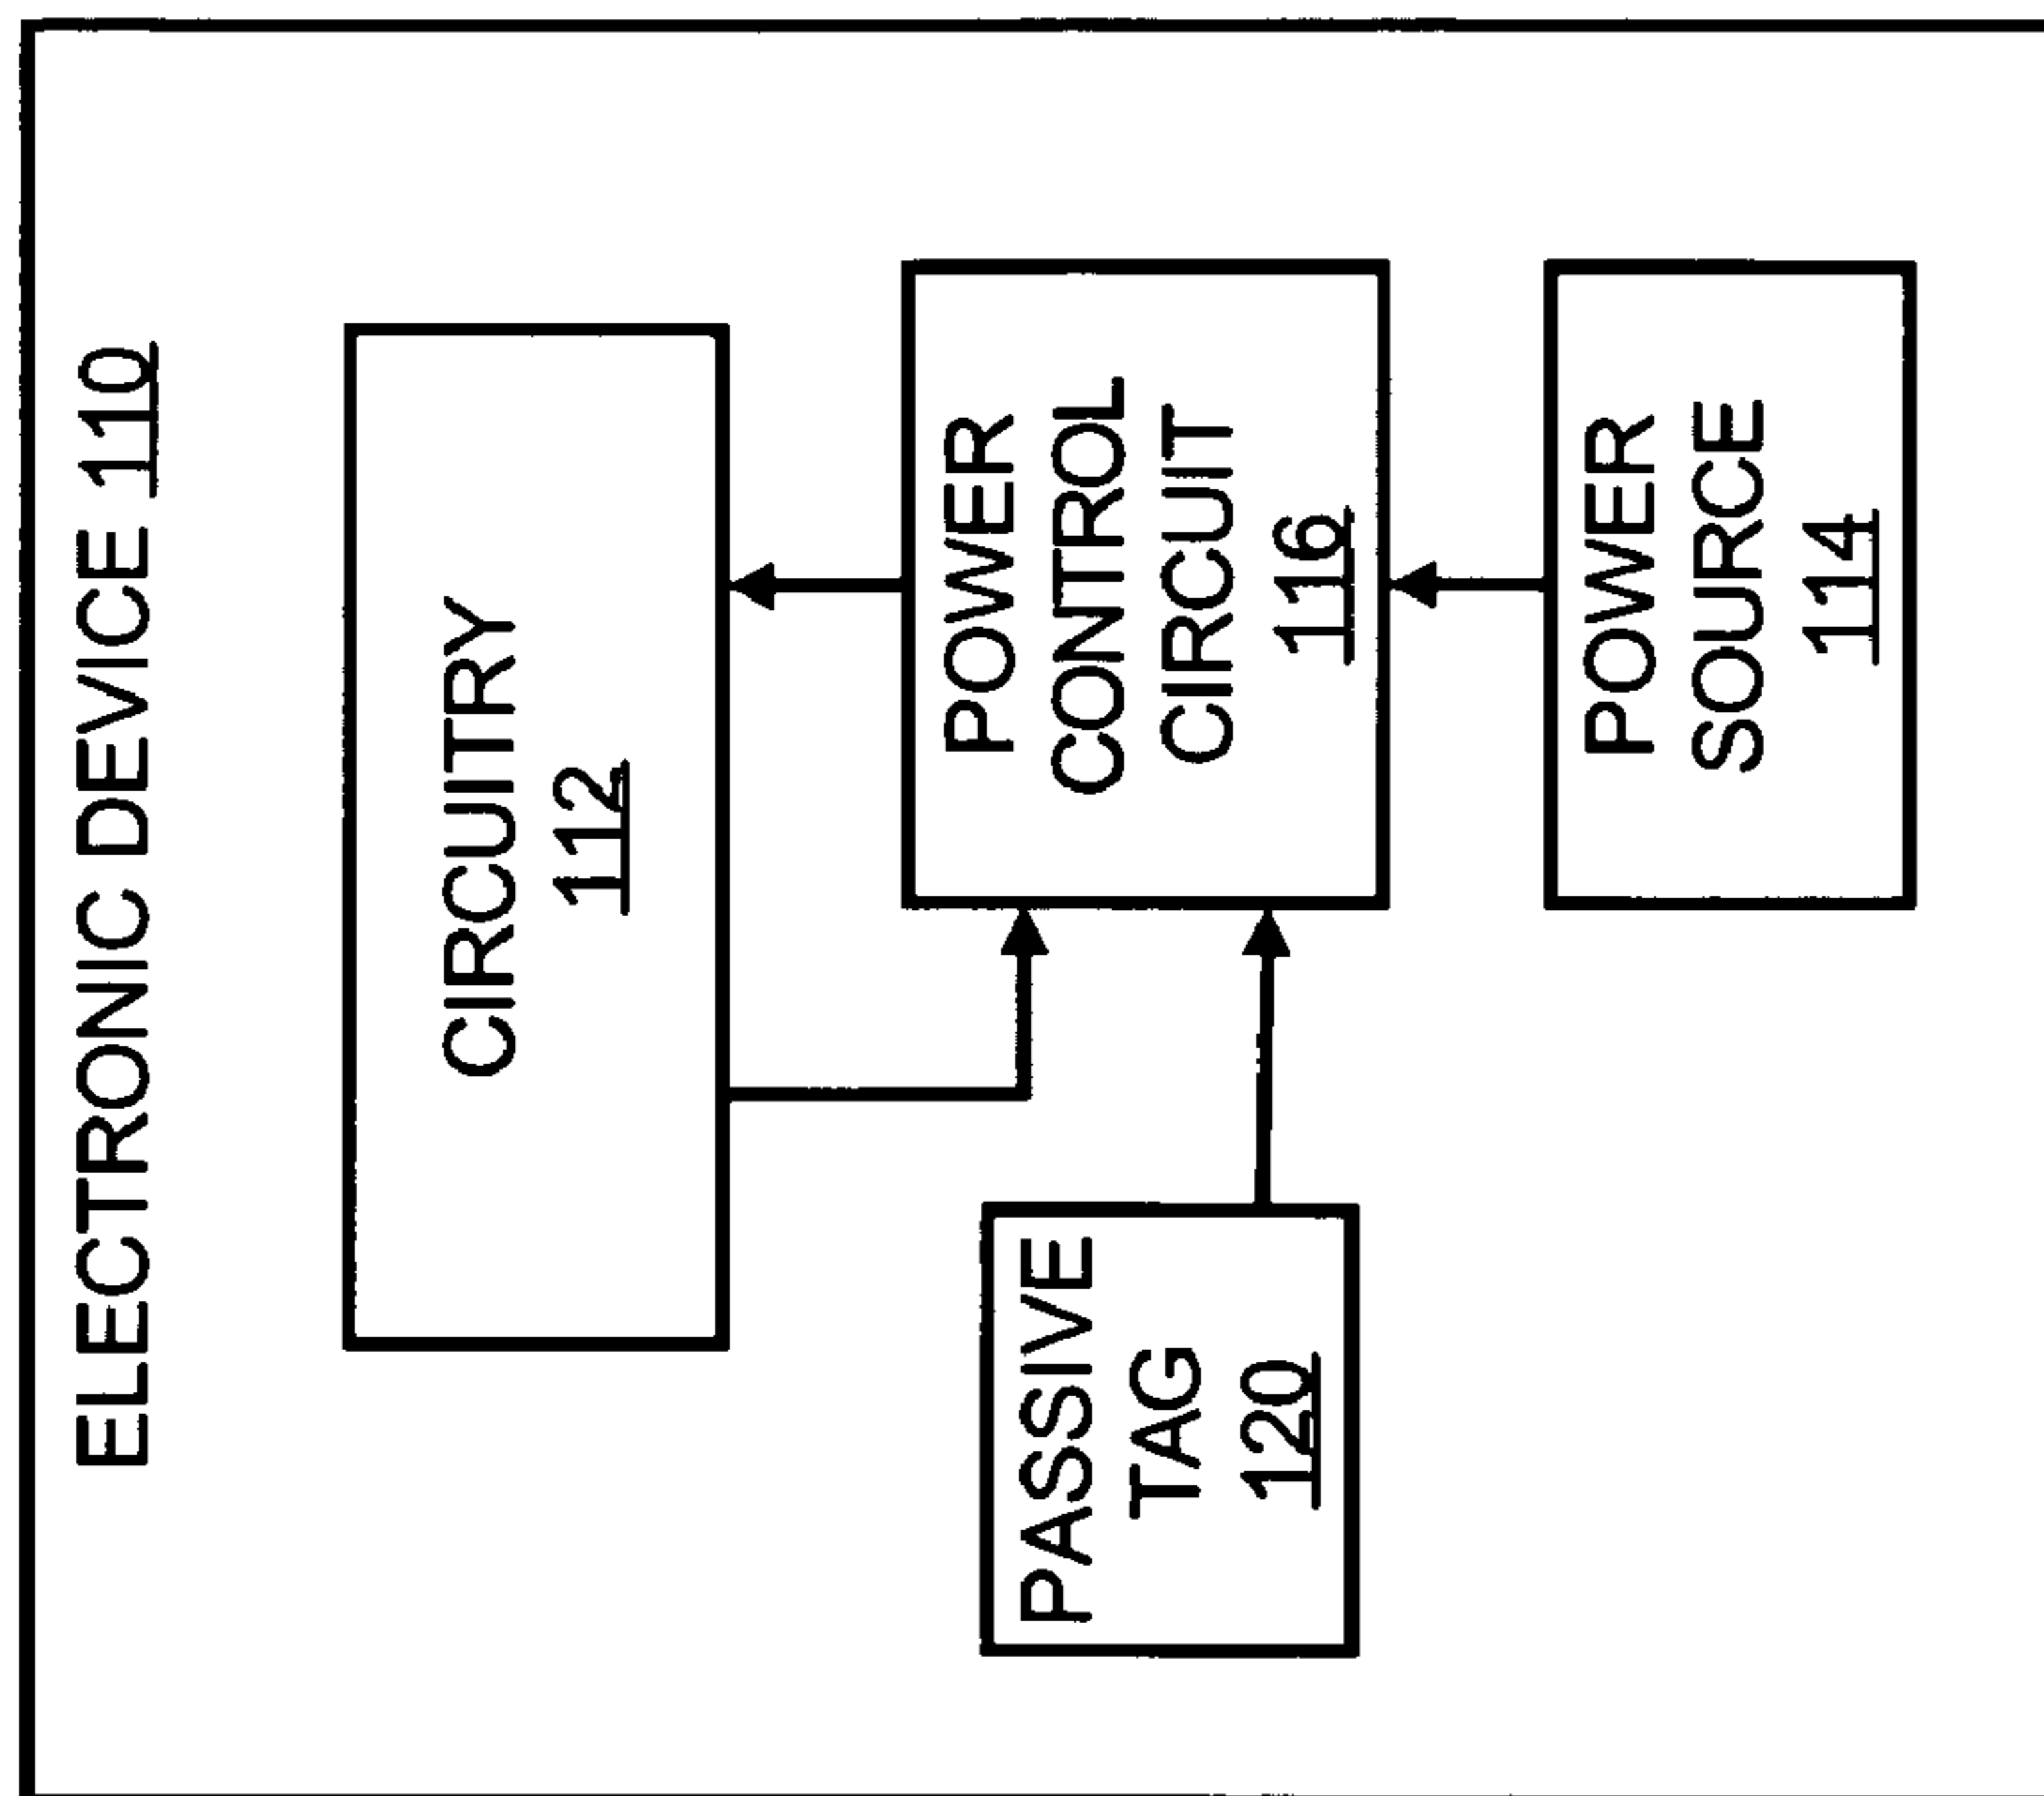 ELECTRONIC DEVICE 110
CIRCUITRY
112
PASSIVE
TAG
120
POWER
CONTROL
CIRCUIT
116
POWER
SOURCE
114